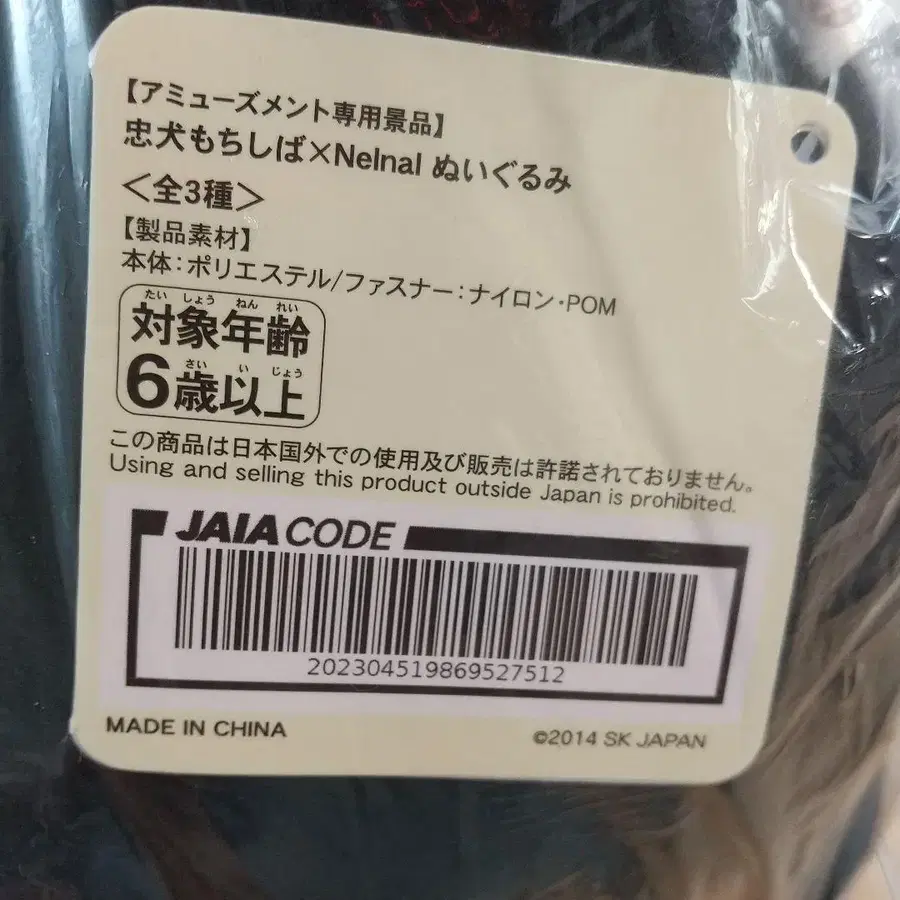 【アミューズメント専用景品】
忠犬もちしば×Nelnal ぬいぐるみ
＜全3種＞
【製品素材】
本体：ポリエステル/ファスナー：ナイロン・POM
たいしょうねんれい
対象年齢
さいいじょう
6歳以上
この商品は日本国外での使用及び販売は許諾されておりません。
Using and selling this product outside Japan is prohibited.
JAIA CODE
202304519869527512
MADE IN CHINA
©2014 SK JAPAN